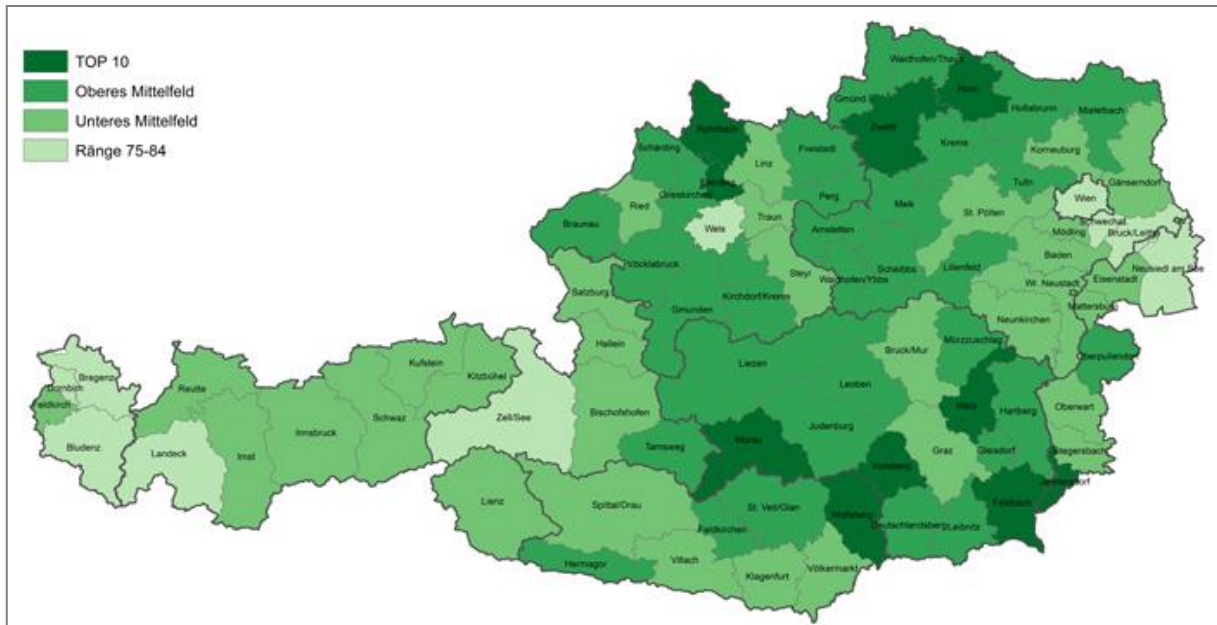 TOP 10
Oberes Mittelfeld
Unteres Mittelfeld
Ränge 75-84
Waidhofen/Thaya
Horn
Gmünd
Hollabrunn
Mistelbach
Zwettl
Rohrbach
Schärding
Linz
Freistadt
Krems
Korneuburg
Eferding
Grieskirchen
Tulln
Gänserndorf
Ried
Perg
Melk
St. Pölten
Wien
Braunau
Wels
Traun
Amstetten
Schwechat
Mödling
Bruck/Leitha
Baden
Vöcklabruck
Steyr
Scheibbs
Lilienfeld
Neusiedl am See
Waidhofen/Ybbs
Eisenstadt
Wr. Neustadt
Salzburg
Kirchdorf/Krems
Gmunden
Mattersburg
Neunkirchen
Hallein
Bruck/Mur
Mürzzuschlag
Liezen
Oberpullendorf
Kufstein
Bregenz
Dornbirn
Kitzbühel
Leoben
Reutte
Feldkirch
Weiz
Hartberg
Oberwart
Schwaz
Zell/See
Bischofshofen
Innsbruck
Judenburg
Bludenz
Landeck
Imst
Tamsweg
Murau
Voitsberg
Graz
Gleisdorf
Stegersbach
Jennersdorf
Lienz
Spittal/Drau
St. Veit/Glan
Wolfsberg
Feldbach
Feldkirchen
Deutschlandsberg
Leibnitz
Hermagor
Villach
Klagenfurt
Völkermarkt